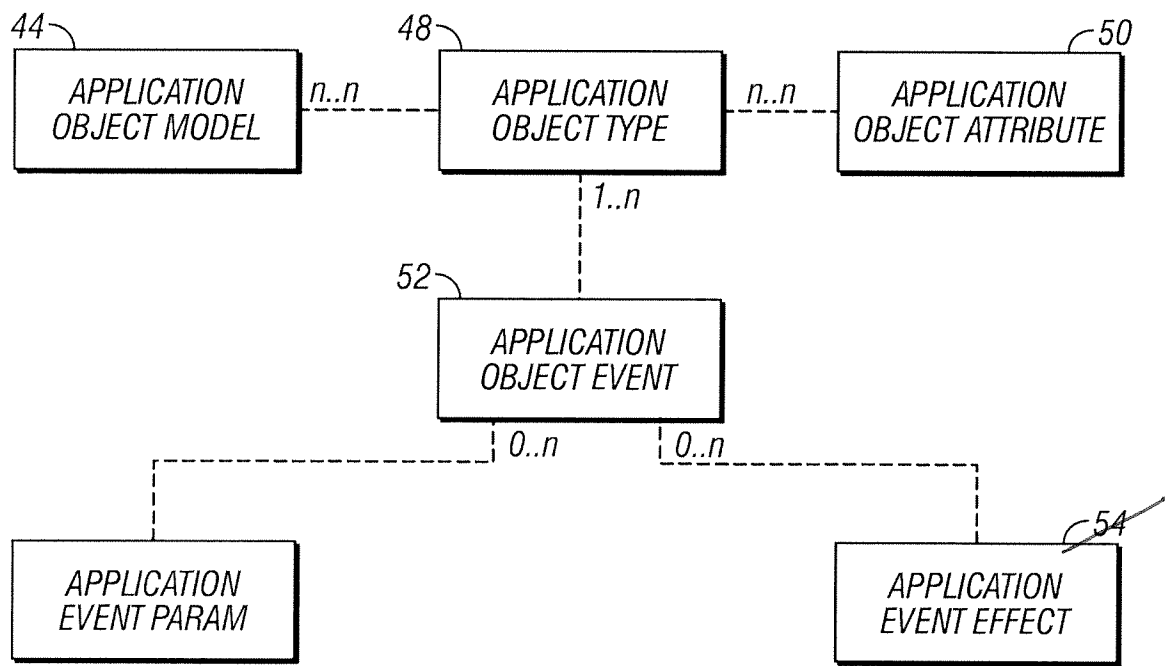 44
48
50
APPLICATION
OBJECT MODEL
n..n
APPLICATION
OBJECT TYPE
n..n
APPLICATION
OBJECT ATTRIBUTE
1..n
52
APPLICATION
OBJECT EVENT
0..n
0..n
54
APPLICATION
EVENT PARAM
APPLICATION
EVENT EFFECT